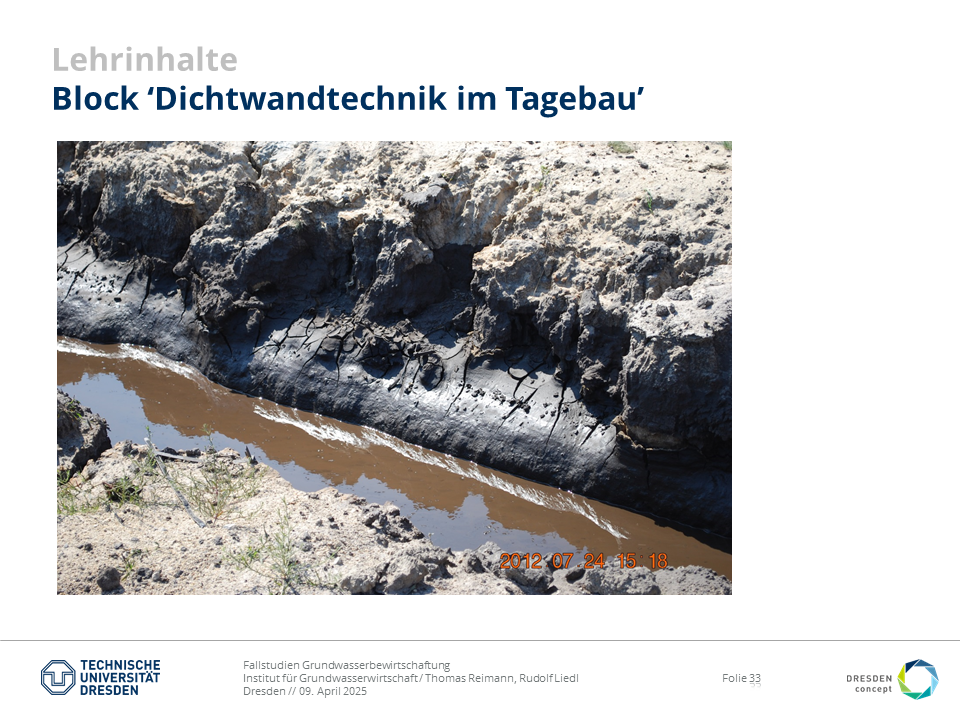 Lehrinhalte
Block ‘Dichtwandtechnik im Tagebau’
2012 07.24 15:18
TECHNISCHE
UNIVERSITÄT
DRESDEN
Fallstudien Grundwasserbewirtschaftung
Institut für Grundwasserwirtschaft / Thomas Reimann, Rudolf Liedl
Dresden // 09. April 2025
Folie 33
DRESDEN
concept